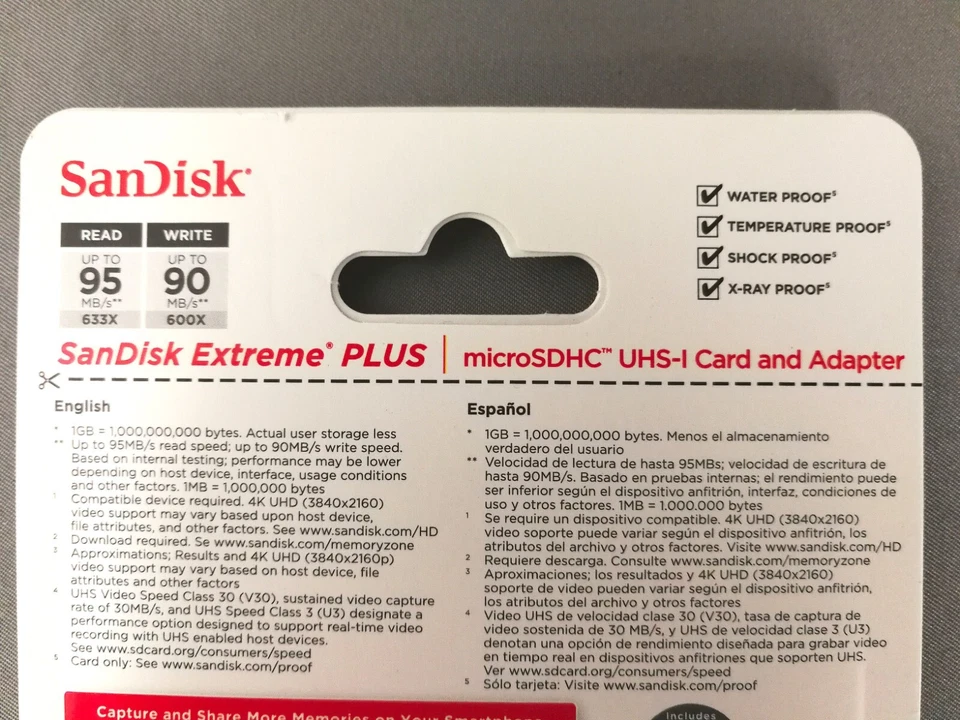 SanDisk®
READ WRITE
UP TO UP TO
95 90
MB/s** MB/s**
633X 600X
WATER PROOF⁵
TEMPERATURE PROOF⁵
SHOCK PROOF⁵
X-RAY PROOF⁵
SanDisk Extreme® PLUS | microSDHC™ UHS-I Card and Adapter
English
* 1GB = 1,000,000,000 bytes. Actual user storage less
** Up to 95MB/s read speed; up to 90MB/s write speed.
Based on internal testing; performance may be lower
depending on host device, interface, usage conditions
and other factors. 1MB = 1,000,000 bytes
¹ Compatible device required. 4K UHD (3840x2160)
video support may vary based upon host device,
file attributes, and other factors. See www.sandisk.com/HD
² Download required. Se www.sandisk.com/memoryzone
³ Approximations; Results and 4K UHD (3840x2160p)
video support may vary based on host device, file
attributes and other factors
⁴ UHS Video Speed Class 30 (V30), sustained video capture
rate of 30MB/s, and UHS Speed Class 3 (U3) designate a
performance option designed to support real-time video
recording with UHS enabled host devices.
See www.sdcard.org/consumers/speed
⁵ Card only: See www.sandisk.com/proof
Español
* 1GB = 1,000,000,000 bytes. Menos el almacenamiento
verdadero del usuario
** Velocidad de lectura de hasta 95MBs; velocidad de escritura de
hasta 90MB/s. Basado en pruebas internas; el rendimiento puede
ser inferior según el dispositivo anfitrión, interfaz, condiciones de
uso y otros factores. 1MB = 1.000.000 bytes
¹ Se require un dispositivo compatible. 4K UHD (3840x2160)
video soporte puede variar según el dispositivo anfitrión, los
atributos del archivo y otros factores. Visite www.sandisk.com/HD
² Requiere descarga. Consulte www.sandisk.com/memoryzone
³ Aproximaciones; los resultados y 4K UHD (3840x2160)
soporte de video pueden variar según el dispositivo anfitrión,
los atributos del archivo y otros factores
⁴ Video UHS de velocidad clase 30 (V30), tasa de captura de
video sostenida de 30 MB/s, y UHS de velocidad clase 3 (U3)
denotan una opción de rendimiento diseñada para grabar video
en tiempo real en dispositivos anfitriones que soporten UHS.
Ver www.sdcard.org/consumers/speed
⁵ Sólo tarjeta: Visite www.sandisk.com/proof
Capture and Share More Memories on Your Smartphone
Includes